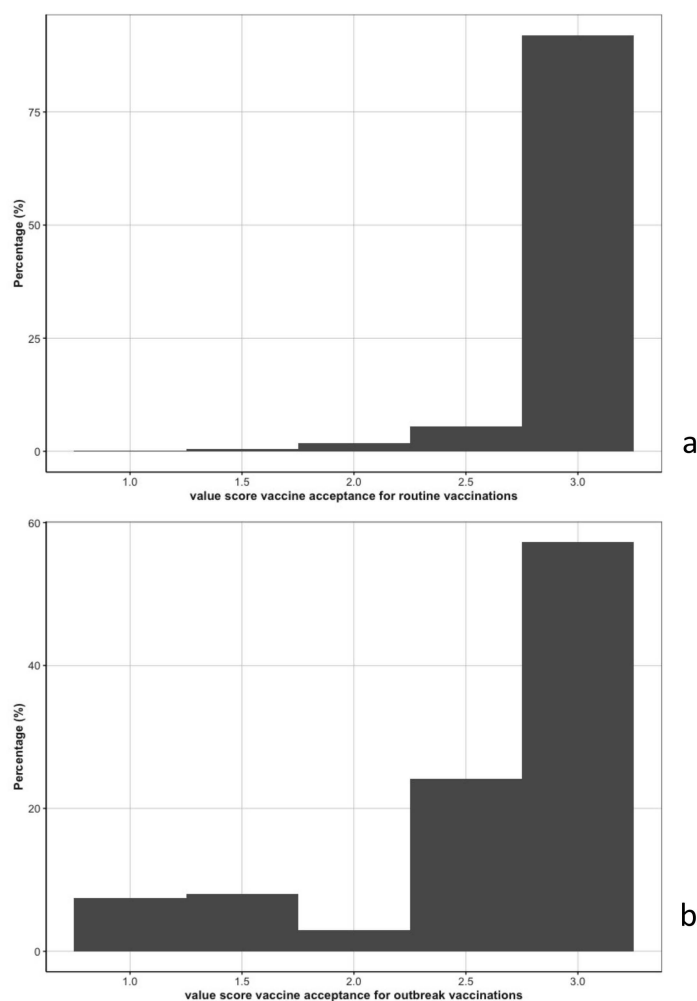 75
50
25
0
Percentage (%)
1.0 1.5 2.0 2.5 3.0
value score vaccine acceptance for routine vaccinations
a
60
40
20
0
Percentage (%)
1.0 1.5 2.0 2.5 3.0
value score vaccine acceptance for outbreak vaccinations
b